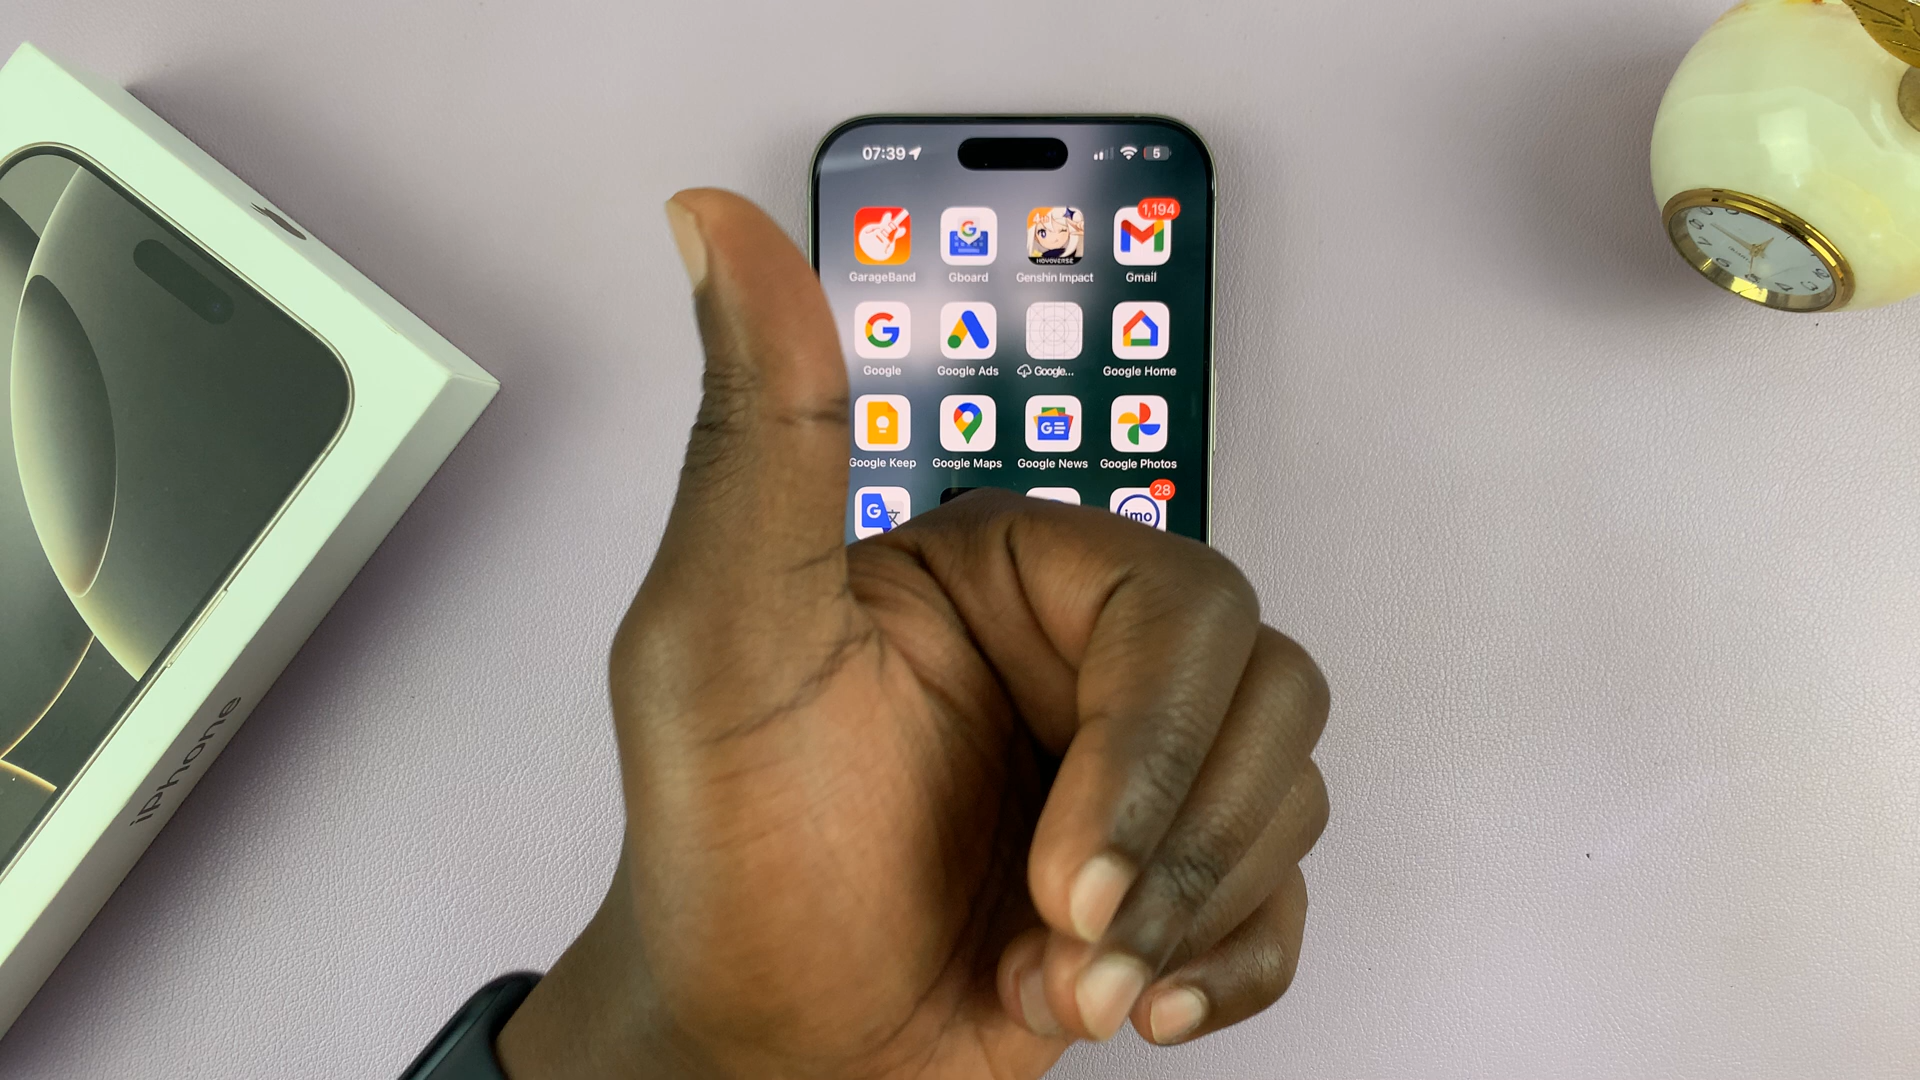 07:39
5
1,194
GarageBand Gboard Genshin Impact Gmail
Google Google Ads Google... Google Home
Google Keep Google Maps Google News Google Photos
28
imo
iPhone